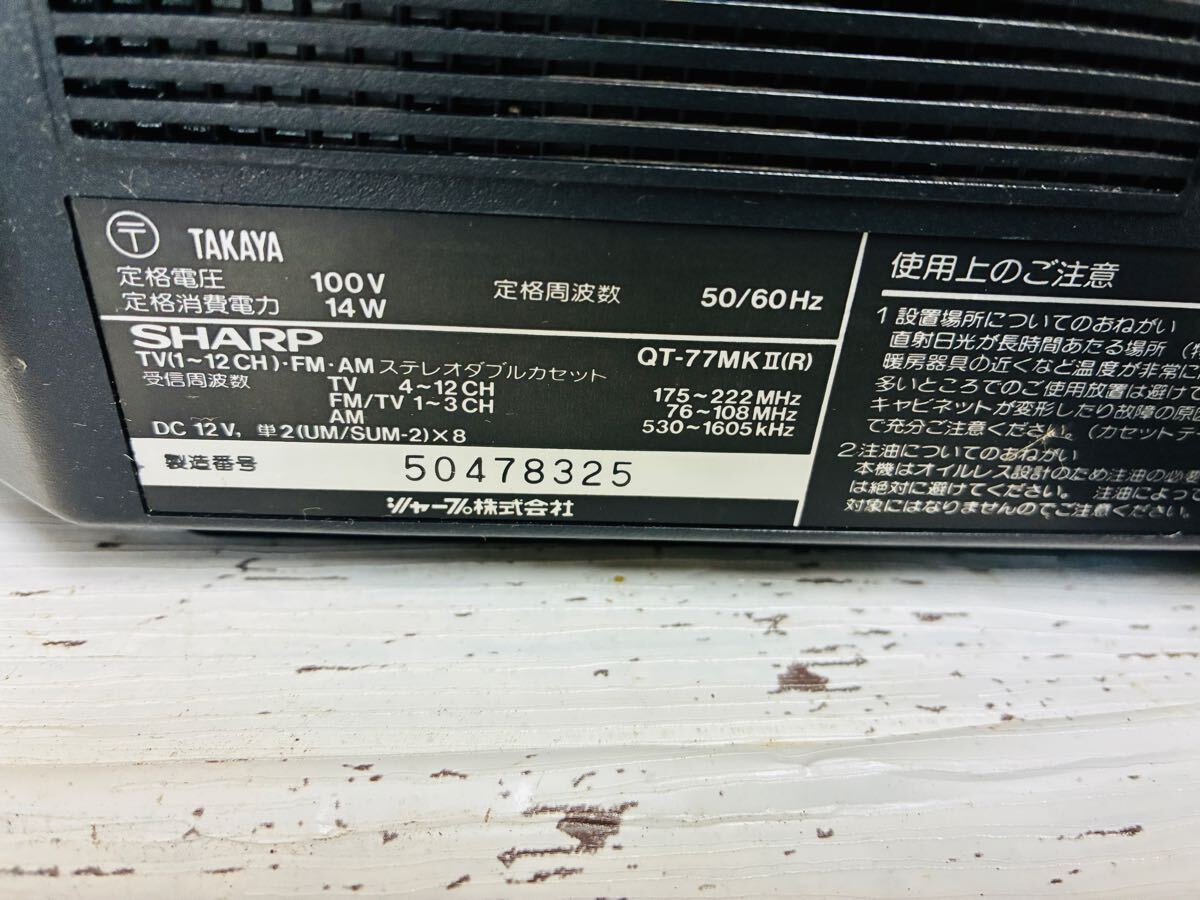 〒 TAKAYA
定格電圧 100V 定格周波数 50/60Hz
定格消費電力 14W
SHARP
TV(1~12CH)・FM・AM ステレオダブルカセット QT-77MKⅡ(R)
受信周波数 TV 4~12CH 175~222MHz
FM/TV 1~3CH 76~108MHz
AM 530~1605kHz
DC 12V, 単2(UM/SUM-2)×8
製造番号 50478325
シャープ株式会社
使用上のご注意
1 設置場所についてのおねがい
直射日光が長時間あたる場所
暖房器具の近くなど温度が非常に
多いところでのご使用放置は避けて
キャビネットが変形したり故障の原因
で充分ご注意ください。(カセットテ
2 注油についてのおねがい
本機はオイルレス設計のため注油の必要
は絶対に避けてください。 注油によって
対象にはなりませんのでご注意ください。